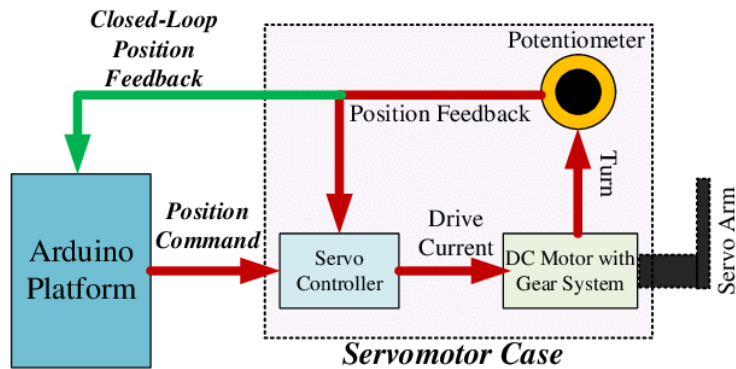 Closed-Loop
Position
Feedback
Potentiometer
Position Feedback
Turn
Arduino
Platform
Position
Command
Servo
Controller
Drive
Current
DC Motor with
Gear System
Servo Arm
Servomotor Case